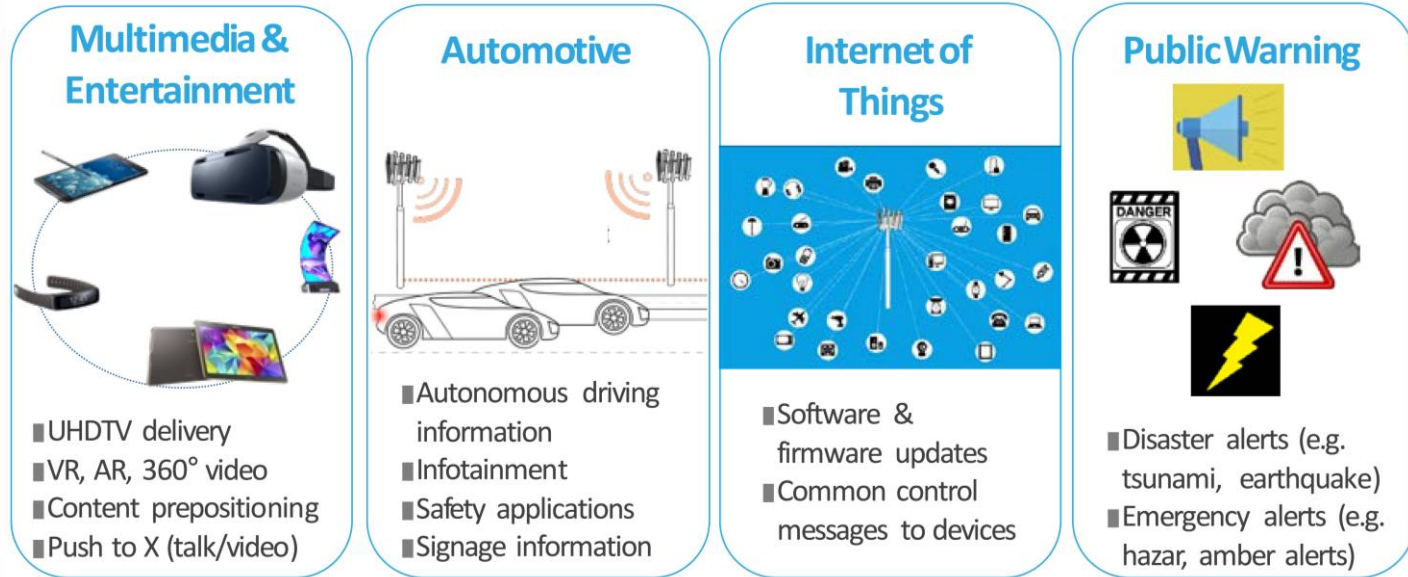 Multimedia &
Entertainment
UHDTV delivery
VR, AR, 360° video
Content prepositioning
Push to X (talk/video)
Automotive
Autonomous driving
information
Infotainment
Safety applications
Signage information
Internet of
Things
Software &
firmware updates
Common control
messages to devices
Public Warning
DANGER
!
Disaster alerts (e.g.
tsunami, earthquake)
Emergency alerts (e.g.
hazar, amber alerts)